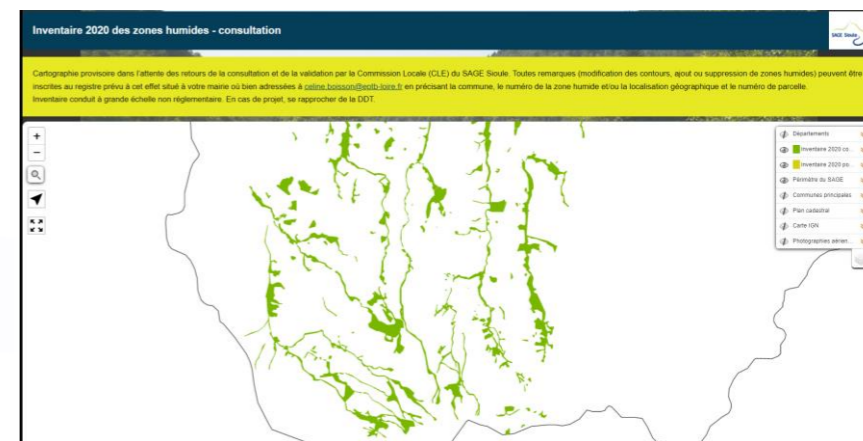 Inventaire 2020 des zones humides - consultation
SAGE Sioule
Cartographie provisoire dans l'attente des retours de la consultation et de la validation par la Commission Locale (CLE) du SAGE Sioule. Toutes remarques (modification des contours, ajout ou suppression de zones humides) peuvent être
inscrites au registre prévu à cet effet situé à votre mairie où bien adressées à celine.boisson@eptb-loire.fr en précisant la commune, le numéro de la zone humide et/ou la localisation géographique et le numéro de parcelle.
Inventaire conduit à grande échelle non réglementaire. En cas de projet, se rapprocher de la DDT.
+
−
Départements
Inventaire 2020 co...
Inventaire 2020 po...
Périmètre du SAGE
Communes principales
Plan cadastral
Carte IGN
Photographies aérien...